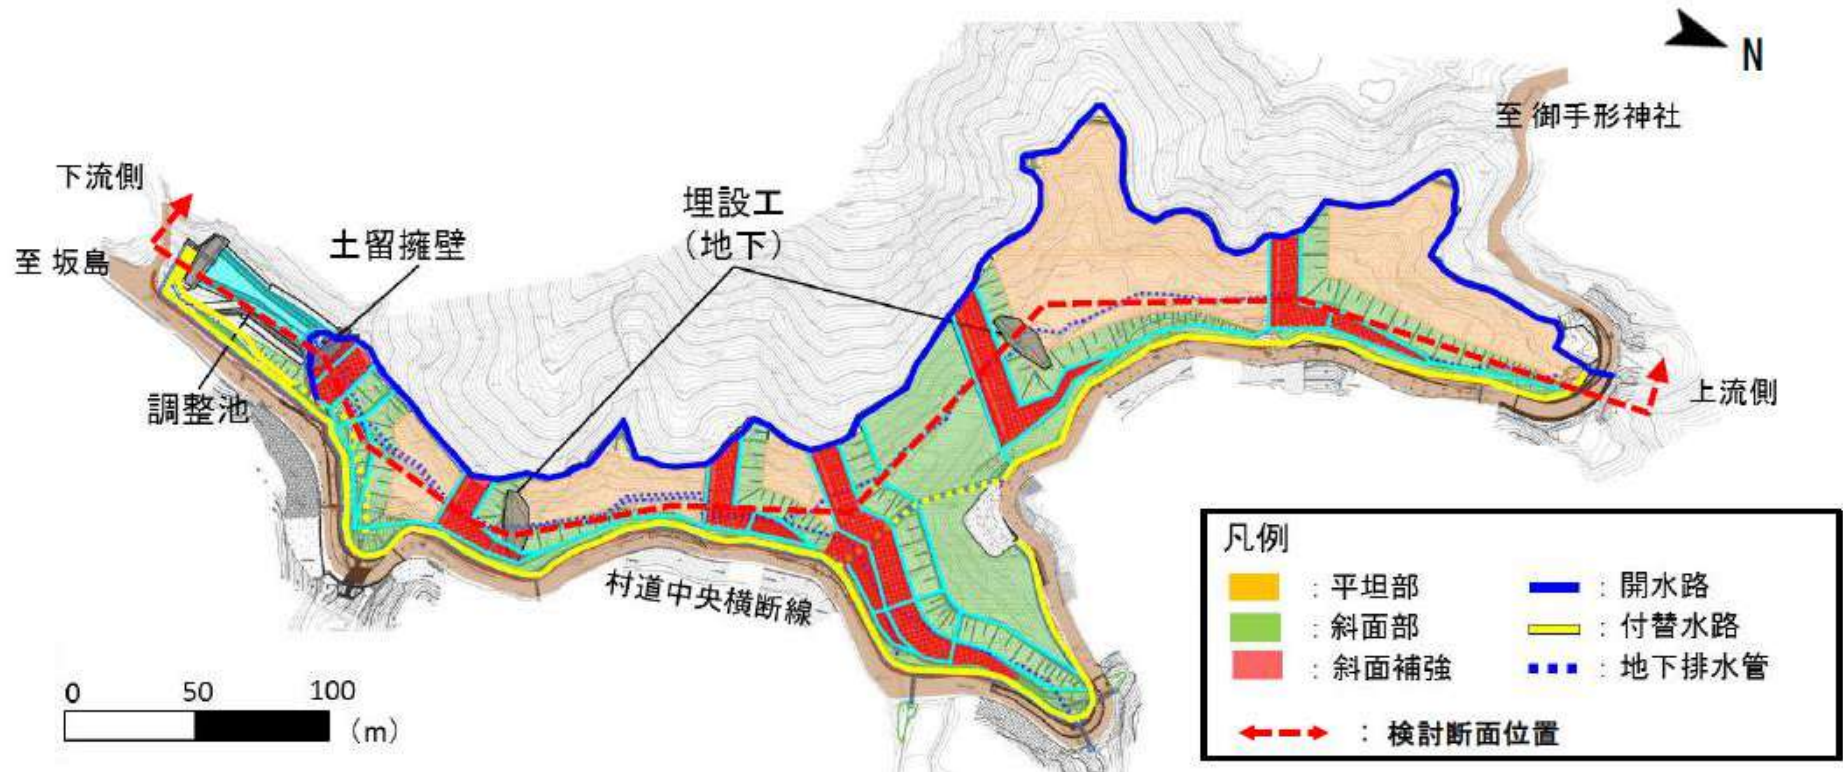 N
至 御手形神社
下流側
埋設工
（地下）
土留擁壁
至 坂島
調整池
上流側
村道中央横断線
凡例
：平坦部
：開水路
：斜面部
：付替水路
：斜面補強
：地下排水管
：検討断面位置
0 50 100
（m）